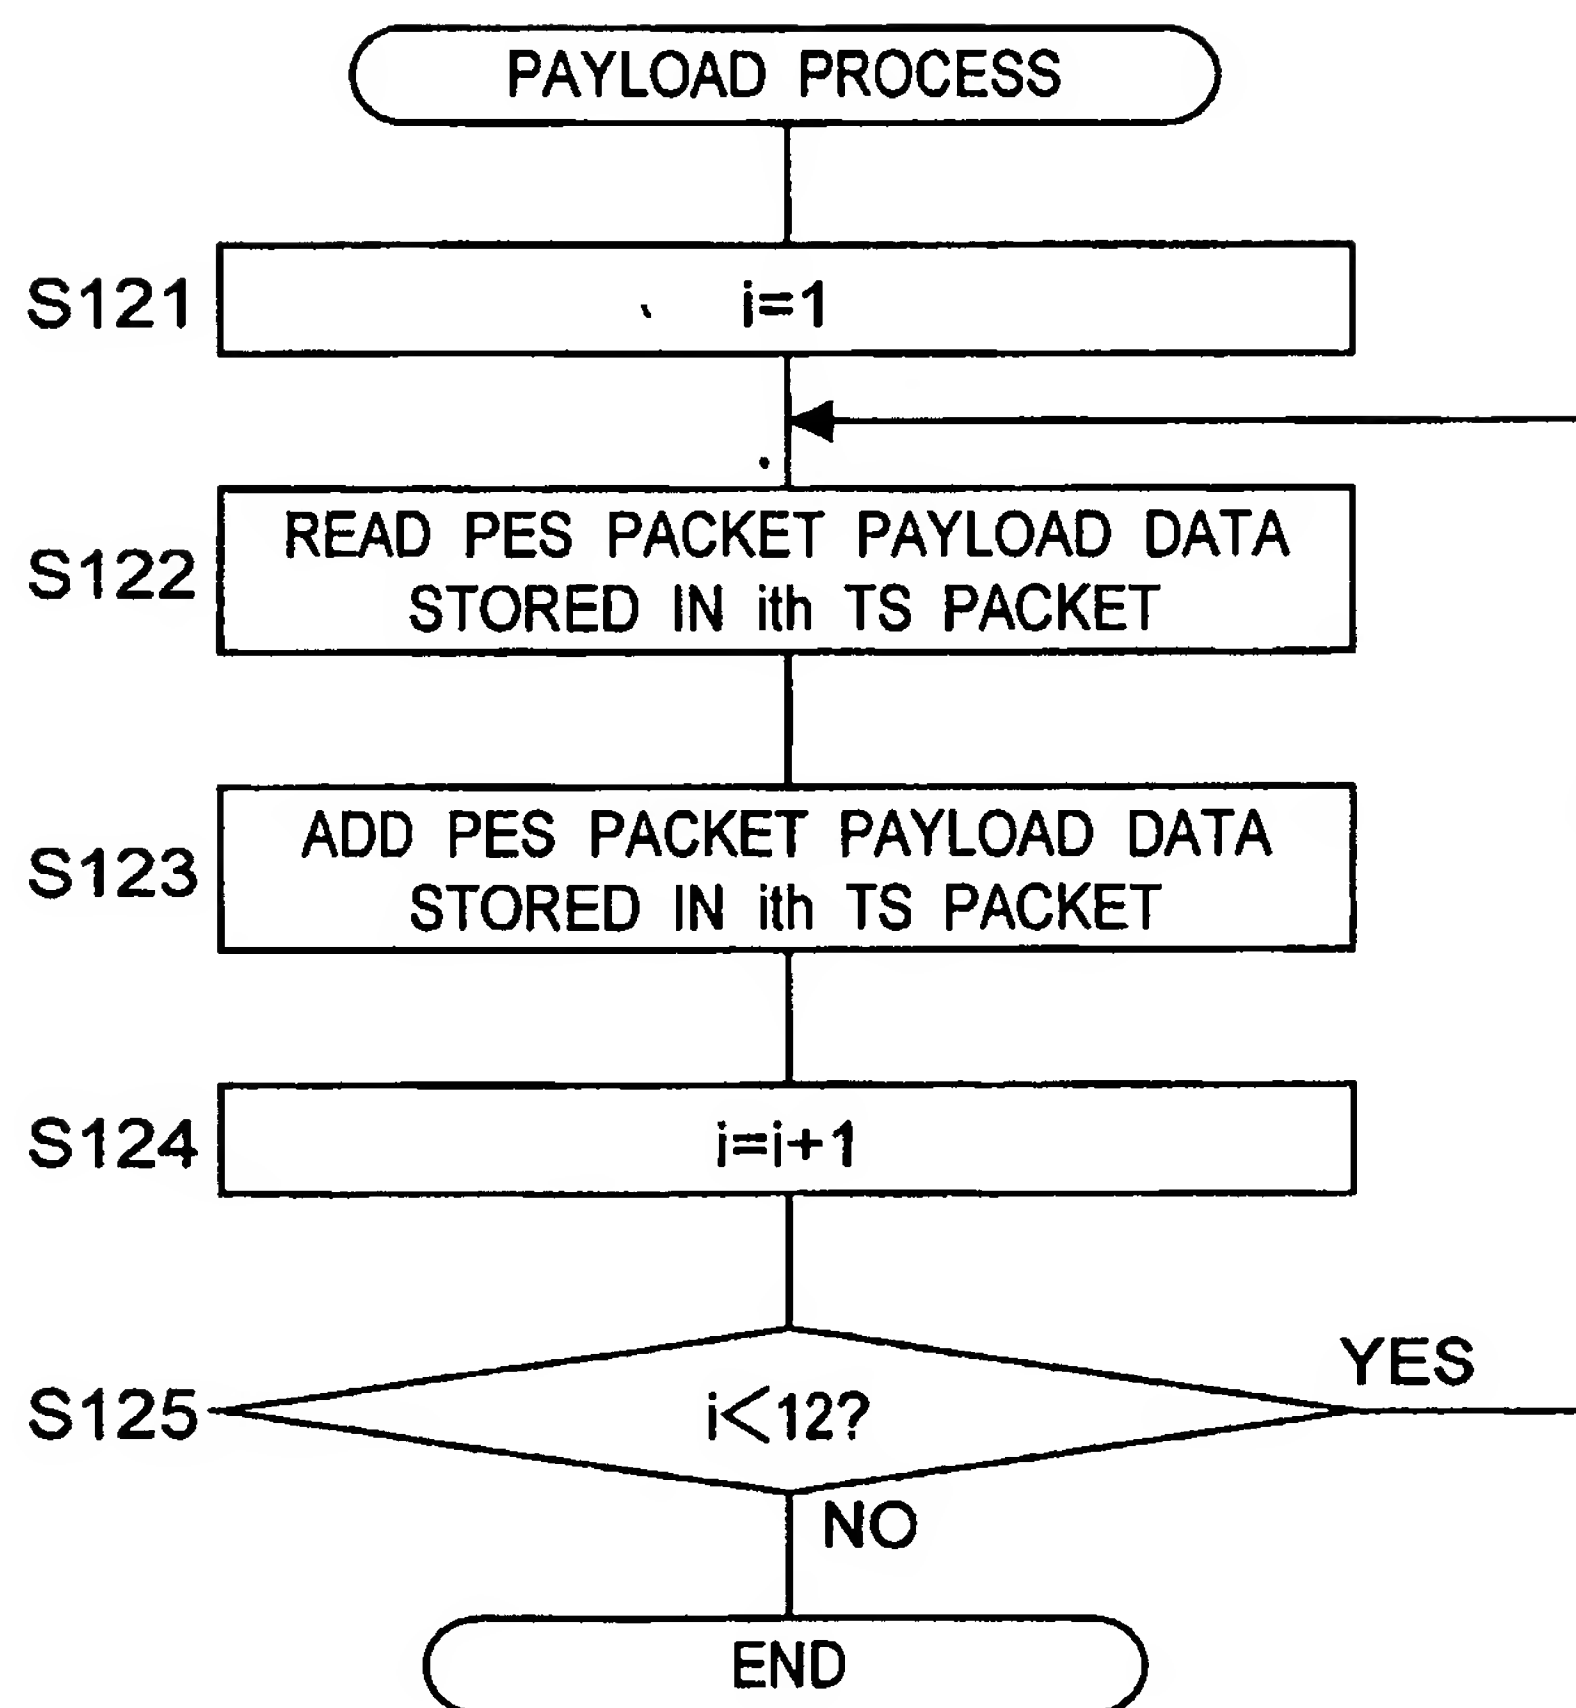 PAYLOAD PROCESS
S121
i=1
S122
READ PES PACKET PAYLOAD DATA
STORED IN ith TS PACKET
S123
ADD PES PACKET PAYLOAD DATA
STORED IN ith TS PACKET
S124
i=i+1
S125
i<12?
YES
NO
END